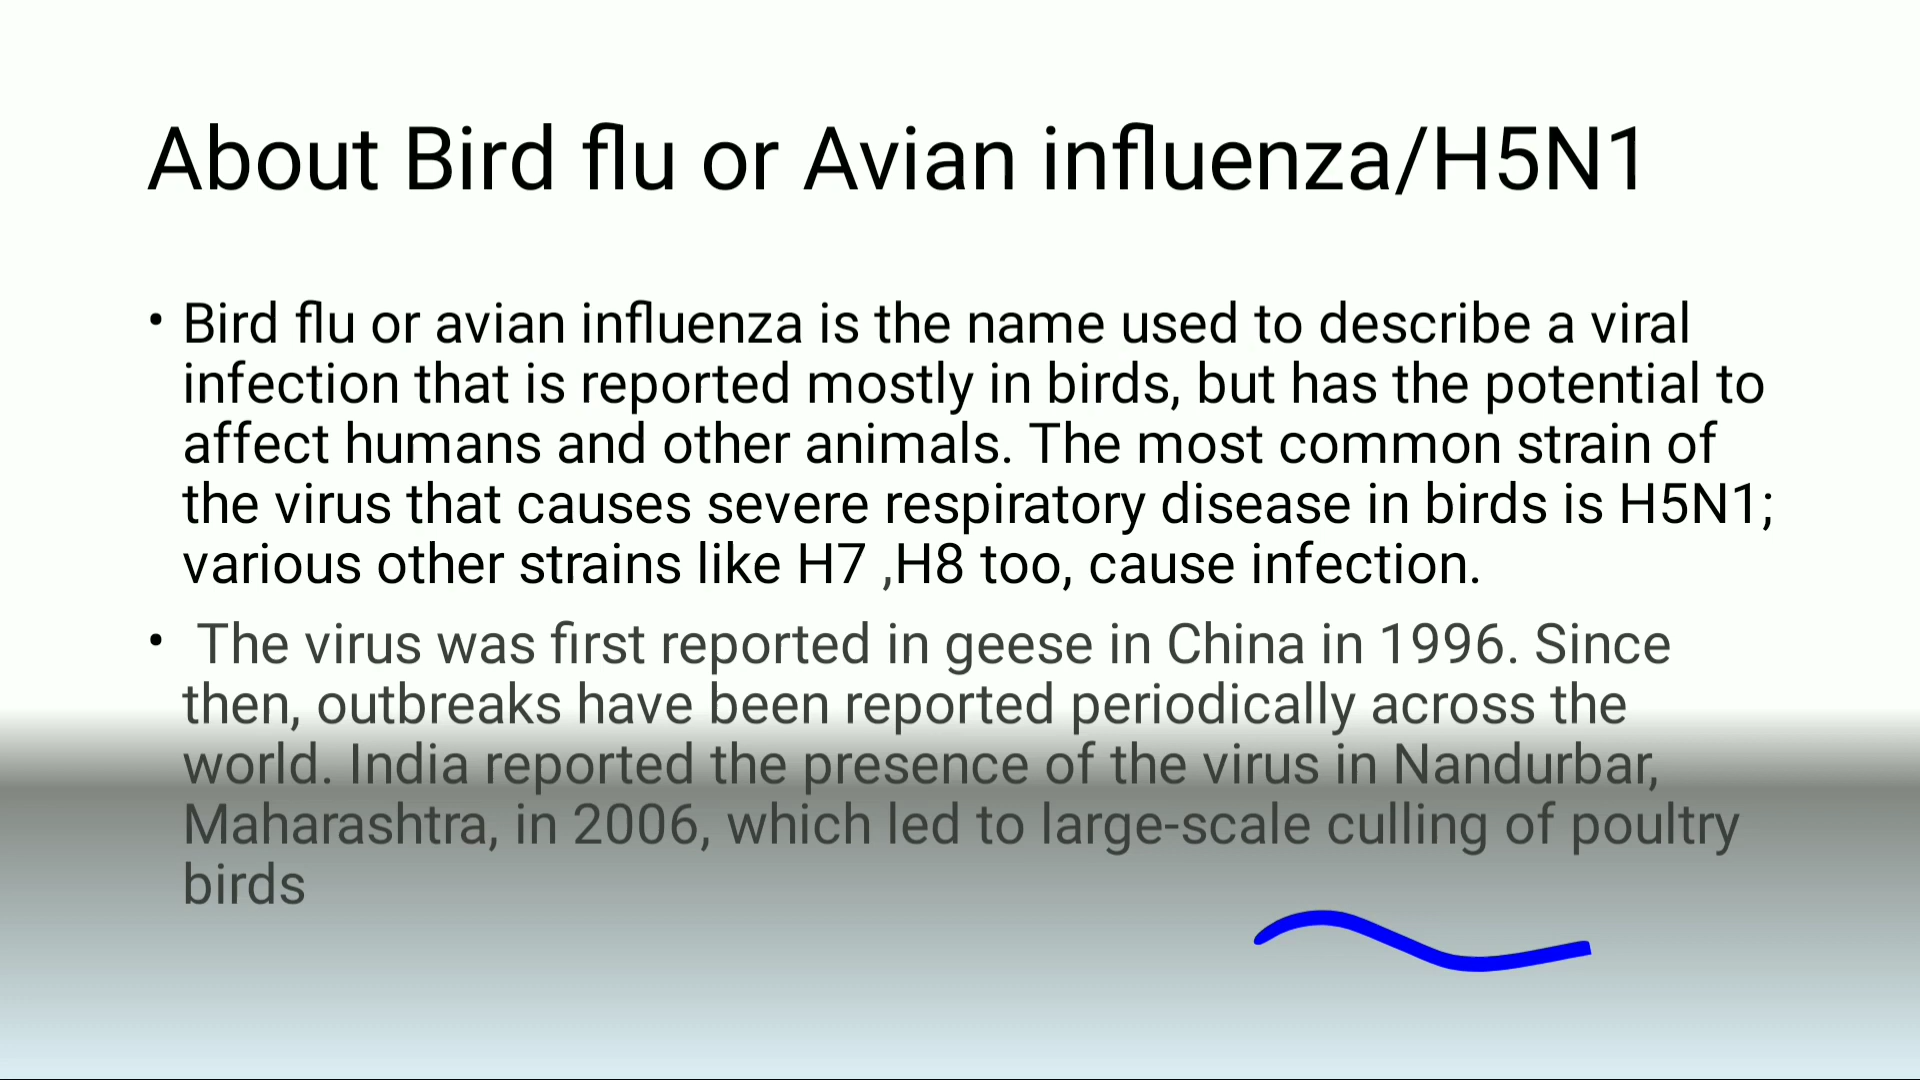 About Bird flu or Avian influenza/H5N1
• Bird flu or avian influenza is the name used to describe a viral
infection that is reported mostly in birds, but has the potential to
affect humans and other animals. The most common strain of
the virus that causes severe respiratory disease in birds is H5N1;
various other strains like H7 ,H8 too, cause infection.
• The virus was first reported in geese in China in 1996. Since
then, outbreaks have been reported periodically across the
world. India reported the presence of the virus in Nandurbar,
Maharashtra, in 2006, which led to large-scale culling of poultry
birds